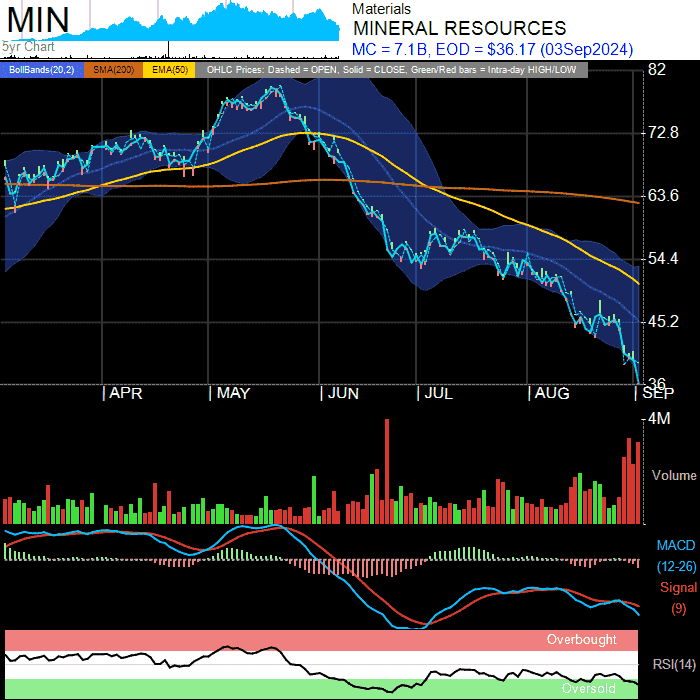 MIN
5yr Chart
Materials
MINERAL RESOURCES
MC = 7.1B, EOD = $36.17 (03Sep2024)
BollBands(20,2) SMA(200) EMA(50) OHLC Prices: Dashed = OPEN, Solid = CLOSE, Green/Red bars = Intra-day HIGH/LOW
82
72.8
63.6
54.4
45.2
36
APR MAY JUN JUL AUG SEP
4M
Volume
MACD
(12-26)
Signal
(9)
Overbought
RSI(14)
Oversold